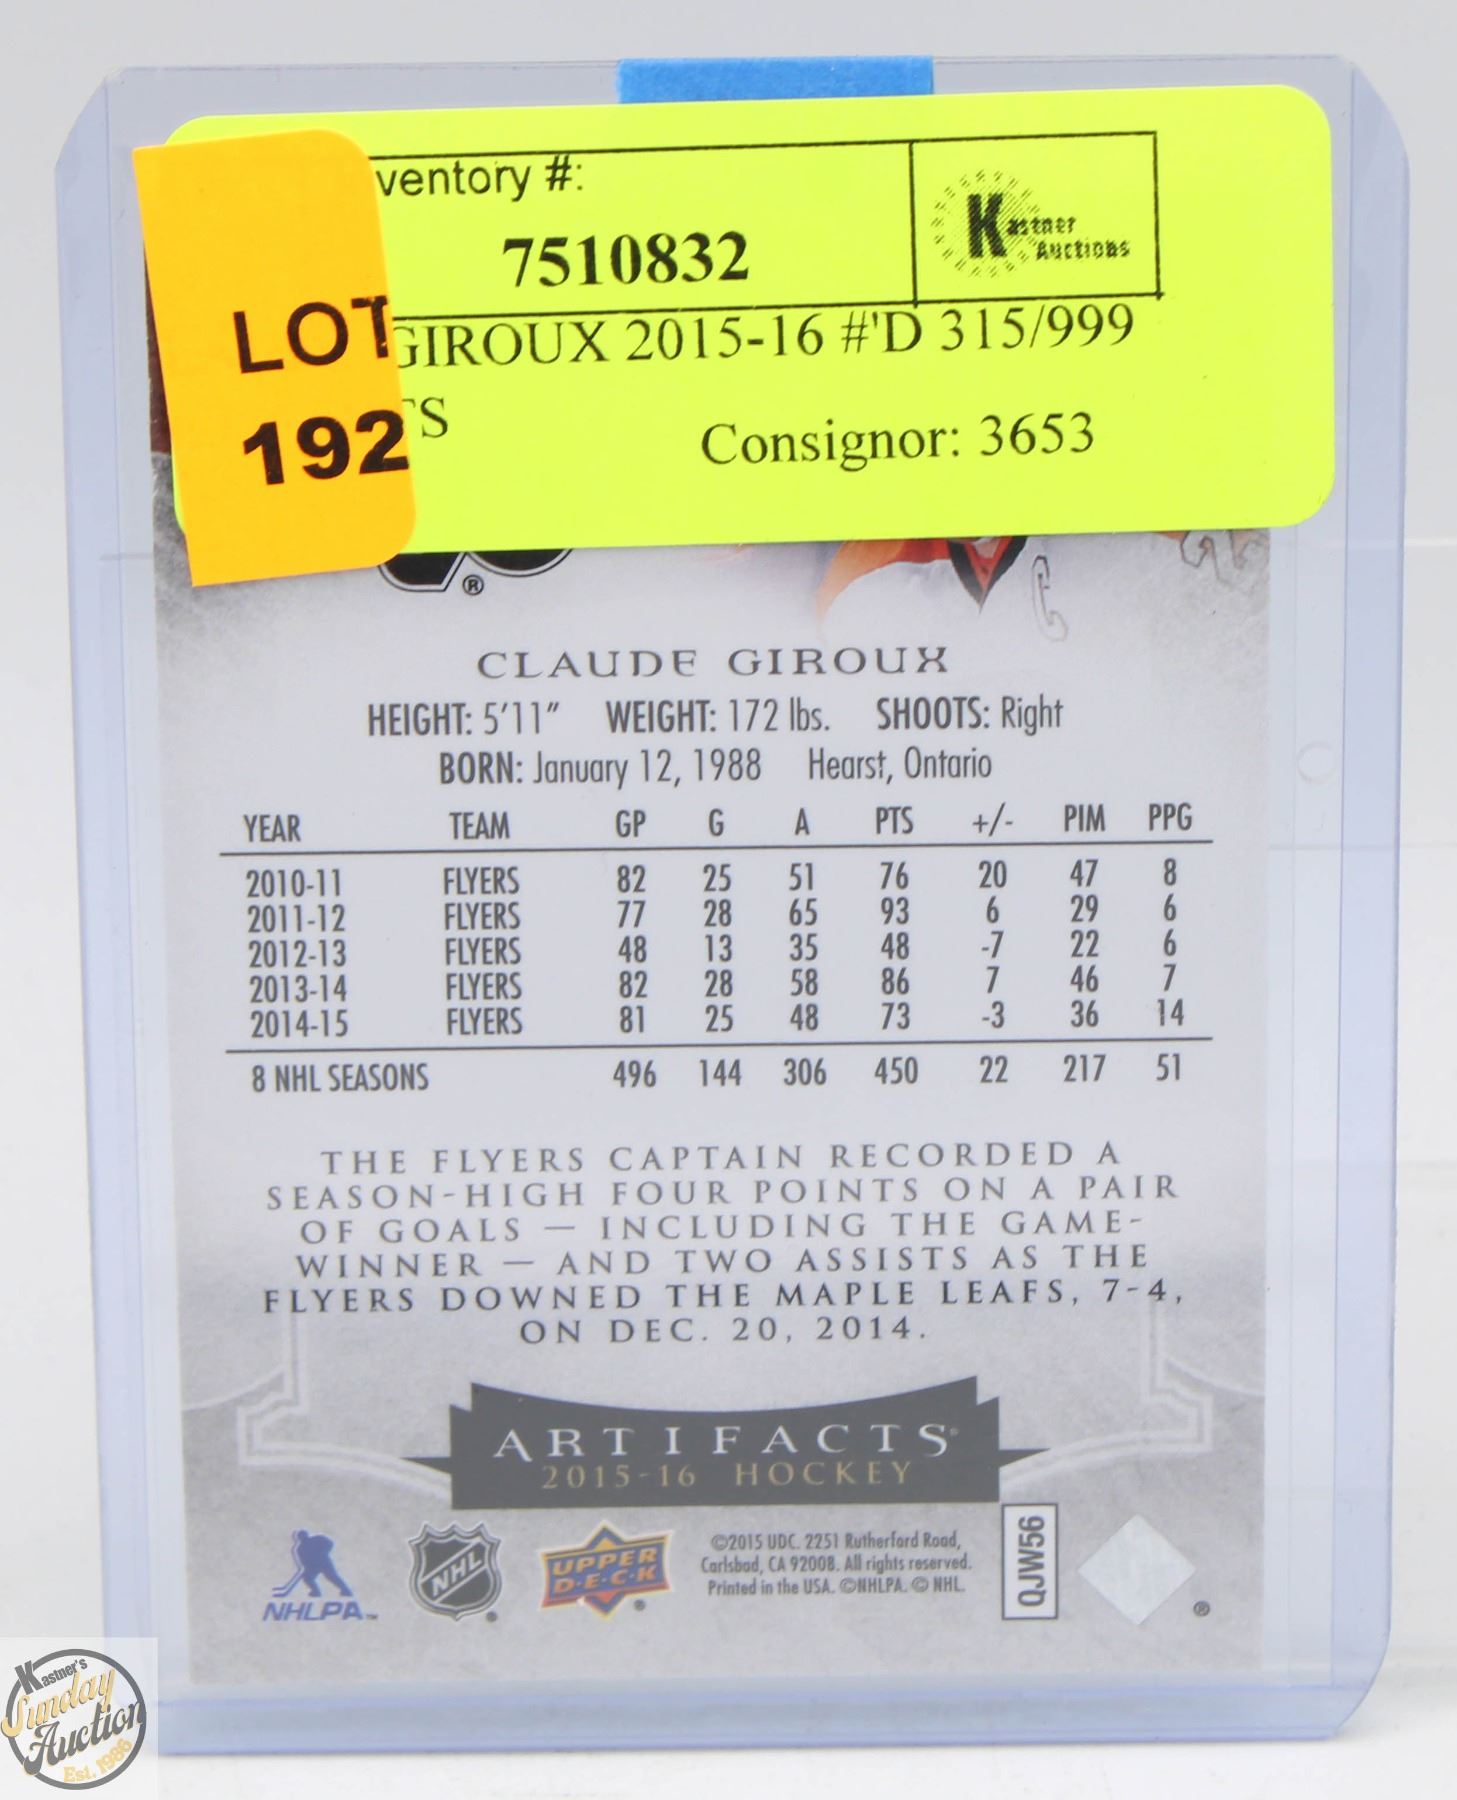 ventory #:
7510832
Kastner
Auctions
LOT
192
GIROUX 2015-16 #'D 315/999
TS
Consignor: 3653
®
C
CLAUDE GIROUX
HEIGHT: 5'11" WEIGHT: 172 lbs. SHOOTS: Right
BORN: January 12, 1988 Hearst, Ontario
YEAR TEAM GP G A PTS +/- PIM PPG
2010-11 FLYERS 82 25 51 76 20 47 8
2011-12 FLYERS 77 28 65 93 6 29 6
2012-13 FLYERS 48 13 35 48 -7 22 6
2013-14 FLYERS 82 28 58 86 7 46 7
2014-15 FLYERS 81 25 48 73 -3 36 14
8 NHL SEASONS 496 144 306 450 22 217 51
THE FLYERS CAPTAIN RECORDED A
SEASON-HIGH FOUR POINTS ON A PAIR
OF GOALS — INCLUDING THE GAME-
WINNER — AND TWO ASSISTS AS THE
FLYERS DOWNED THE MAPLE LEAFS, 7-4,
ON DEC. 20, 2014.
ARTIFACTS®
2015-16 HOCKEY
NHLPA™
NHL ®
UPPER
D·E·C·K ®
©2015 UDC. 2251 Rutherford Road,
Carlsbad, CA 92008. All rights reserved.
Printed in the USA. ©NHLPA. © NHL.
QJW56
®
Kastner's
Sunday
Auction
Est. 1986